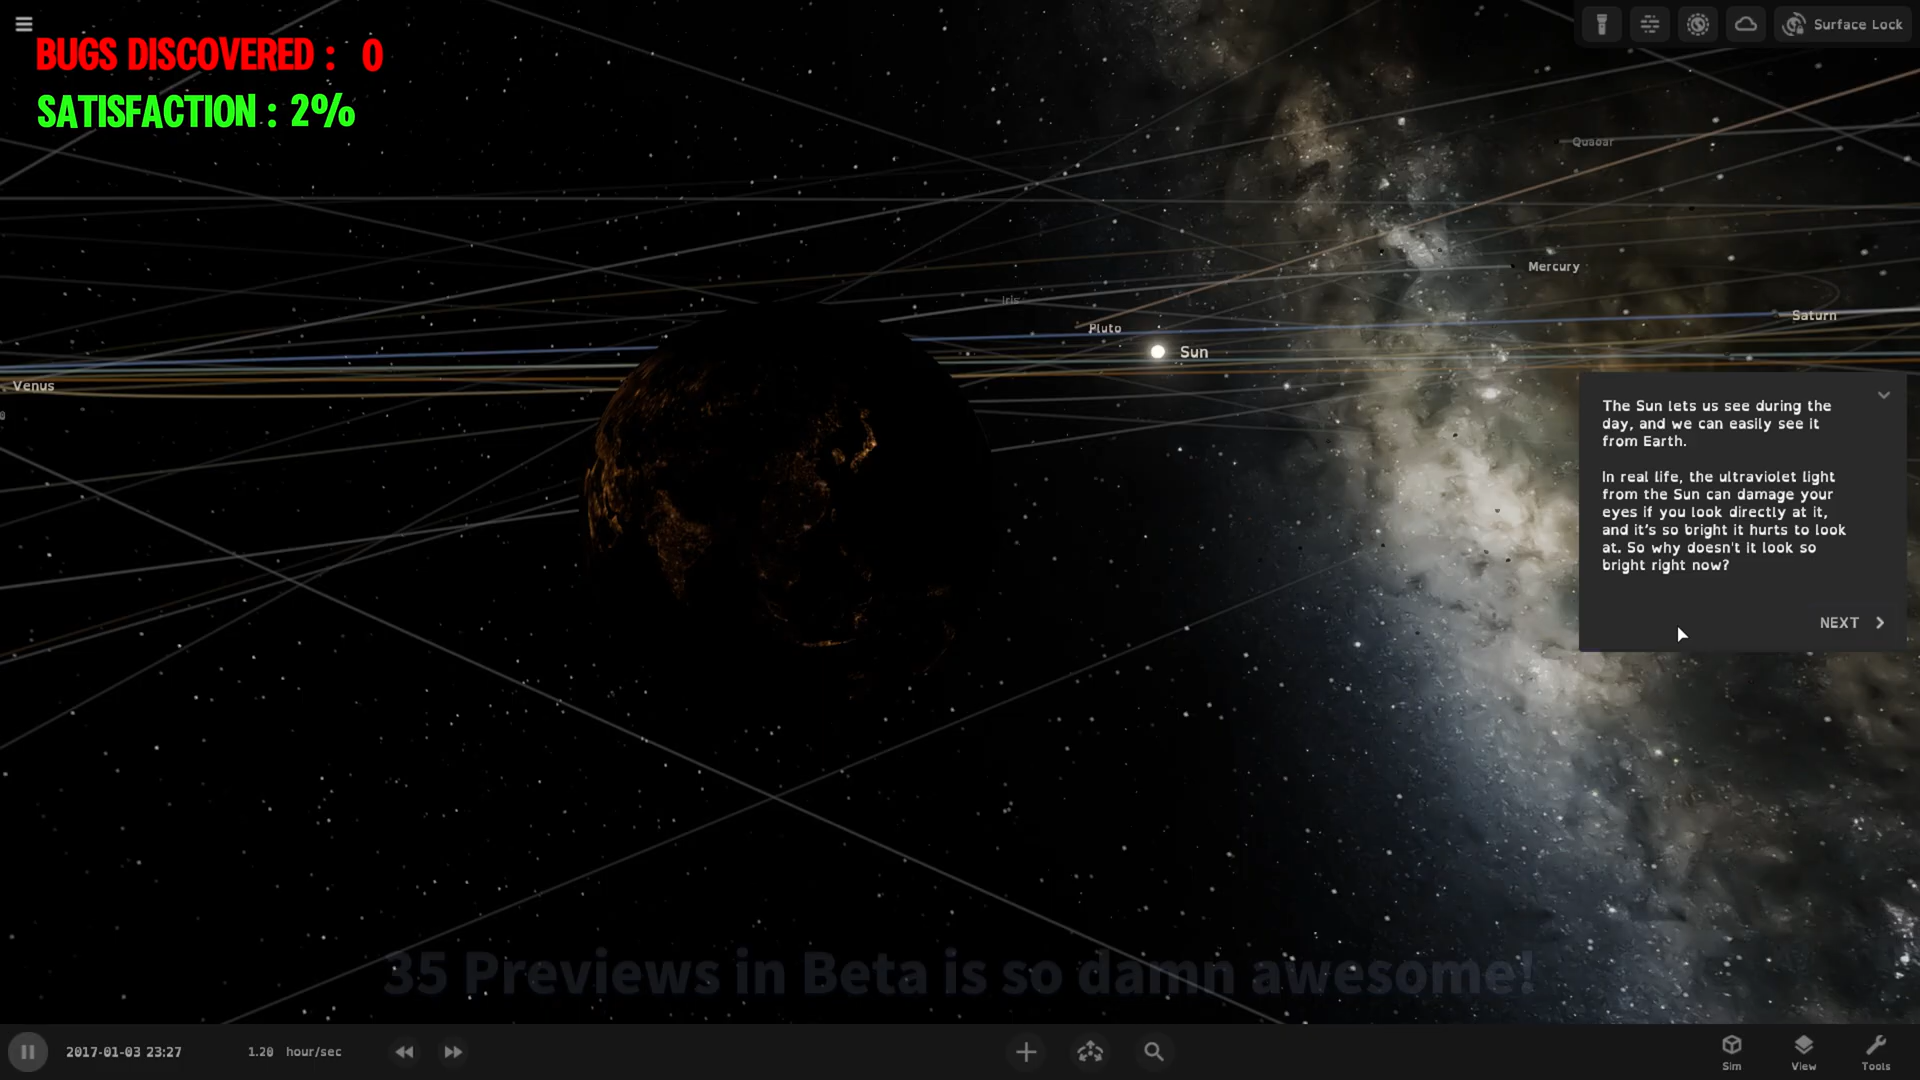 BUGS DISCOVERED : 0
SATISFACTION : 2%
Surface Lock
Quaoar
Mercury
Iris
Pluto
Saturn
Sun
Venus
The Sun lets us see during the
day, and we can easily see it
from Earth.
In real life, the ultraviolet light
from the Sun can damage your
eyes if you look directly at it,
and it's so bright it hurts to look
at. So why doesn't it look so
bright right now?
NEXT
35 Previews in Beta is so damn awesome!
2017-01-03 23:27
1.20 hour/sec
Sim
View
Tools